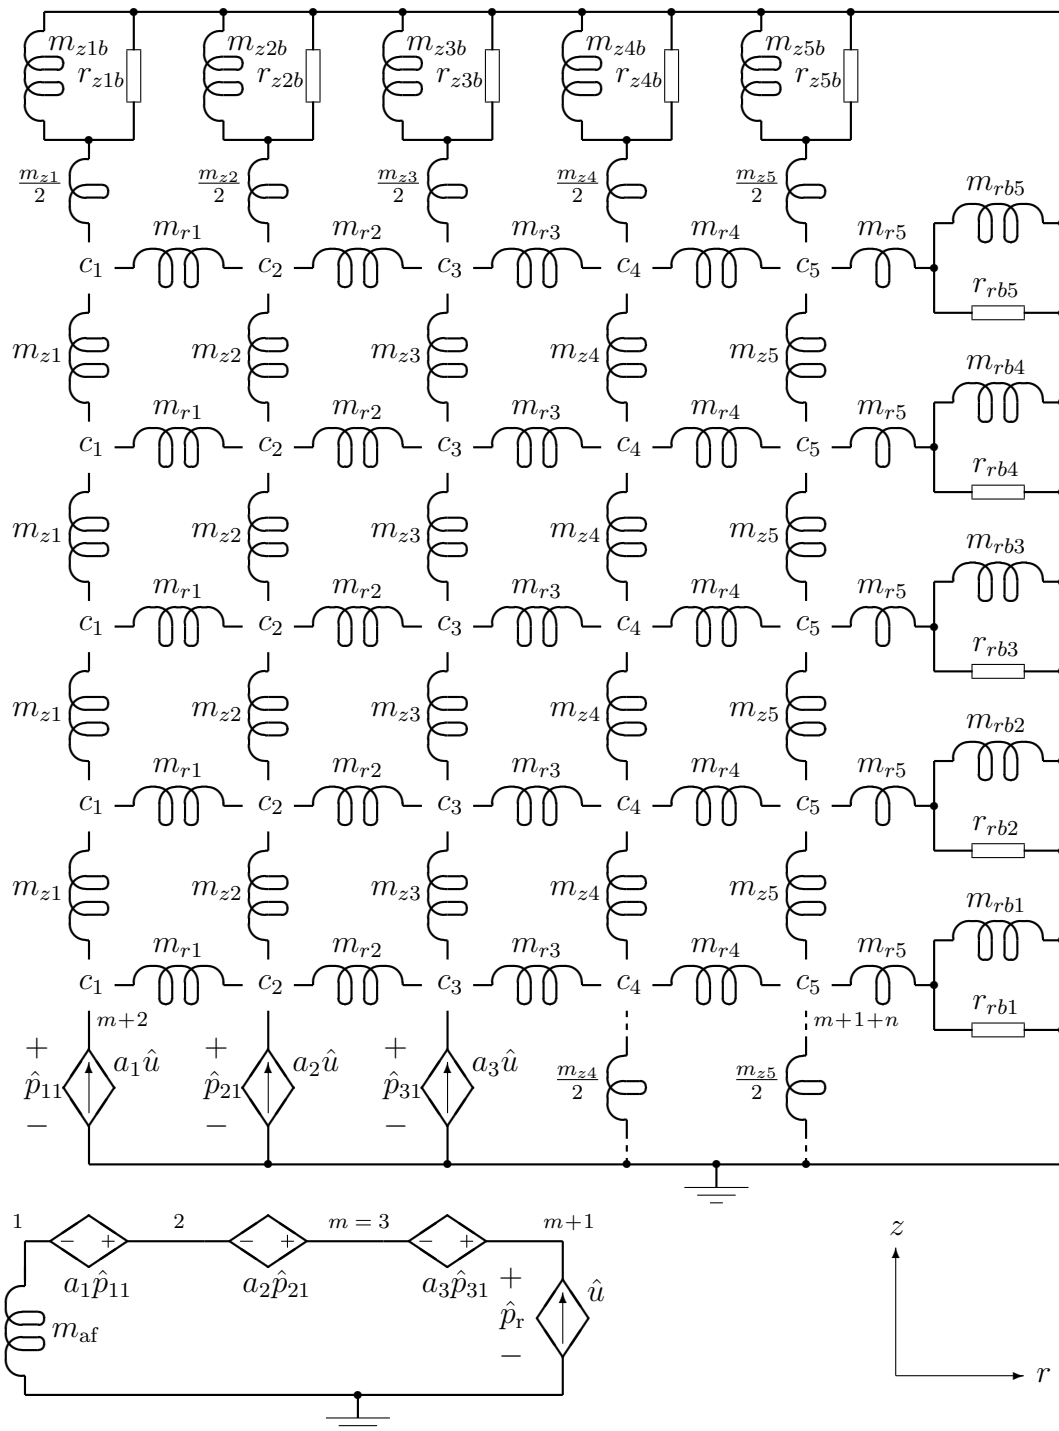 m_{z1b} m_{z2b} m_{z3b} m_{z4b} m_{z5b}
r_{z1b} r_{z2b} r_{z3b} r_{z4b} r_{z5b}
\frac{m_{z1}}{2} \frac{m_{z2}}{2} \frac{m_{z3}}{2} \frac{m_{z4}}{2} \frac{m_{z5}}{2} m_{rb5}
m_{r1} m_{r2} m_{r3} m_{r4} m_{r5}
c_1 c_2 c_3 c_4 c_5 r_{rb5}
m_{z1} m_{z2} m_{z3} m_{z4} m_{z5} m_{rb4}
m_{r1} m_{r2} m_{r3} m_{r4} m_{r5}
c_1 c_2 c_3 c_4 c_5 r_{rb4}
m_{z1} m_{z2} m_{z3} m_{z4} m_{z5} m_{rb3}
m_{r1} m_{r2} m_{r3} m_{r4} m_{r5}
c_1 c_2 c_3 c_4 c_5 r_{rb3}
m_{z1} m_{z2} m_{z3} m_{z4} m_{z5} m_{rb2}
m_{r1} m_{r2} m_{r3} m_{r4} m_{r5}
c_1 c_2 c_3 c_4 c_5 r_{rb2}
m_{z1} m_{z2} m_{z3} m_{z4} m_{z5} m_{rb1}
m_{r1} m_{r2} m_{r3} m_{r4} m_{r5}
c_1 c_2 c_3 c_4 c_5 r_{rb1}
m+2 m+1+n
+ + +
a_1û a_2û a_3û
p̂_{11} p̂_{21} p̂_{31} \frac{m_{z4}}{2} \frac{m_{z5}}{2}
− − −
1 2 m = 3 m+1 z
− + − + − +
a_1p̂_{11} a_2p̂_{21} a_3p̂_{31} + û
m_{af} p̂_r
− r